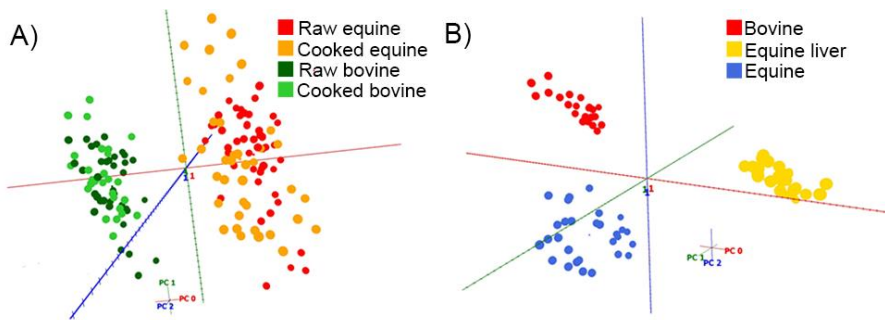 A)
Raw equine
Cooked equine
Raw bovine
Cooked bovine
1
1
PC 1
PC 0
PC 2
B)
Bovine
Equine liver
Equine
1
PC 1
PC 0
PC 2